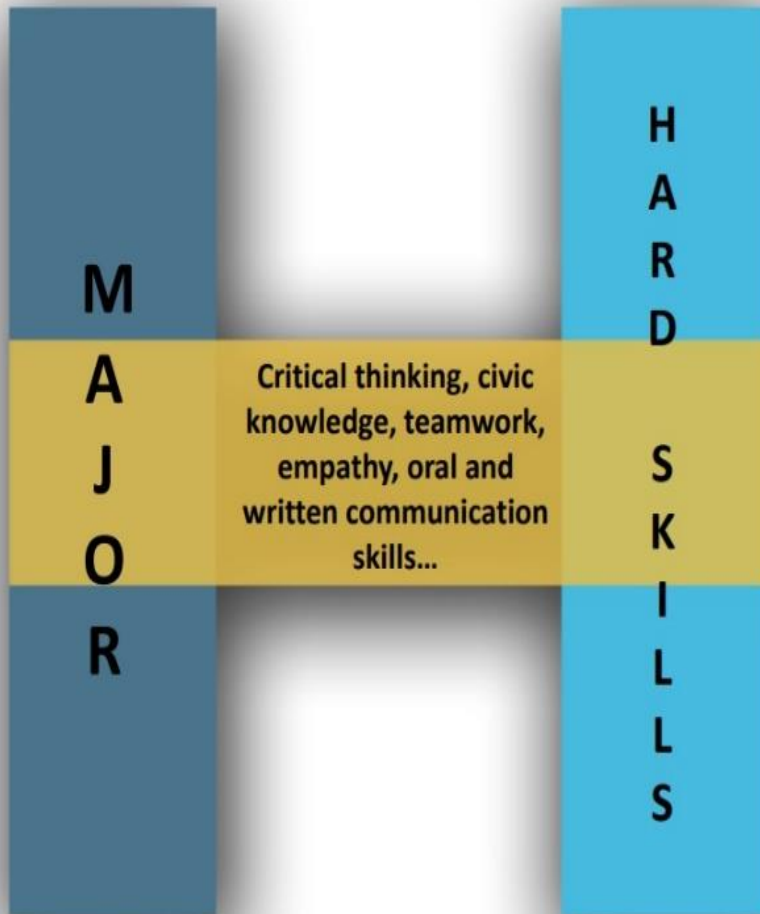 MAJOR
Critical thinking, civic
knowledge, teamwork,
empathy, oral and
written communication
skills...
HARD SKILLS